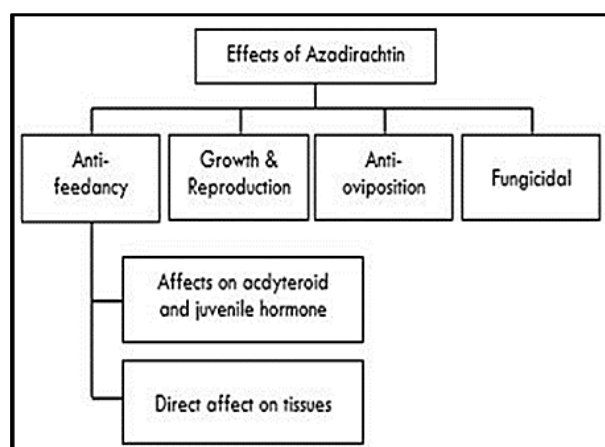 Effects of Azadirachtin
Anti-
feedancy
Growth &
Reproduction
Anti-
oviposition
Fungicidal
Affects on acdyteroid
and juvenile hormone
Direct affect on tissues